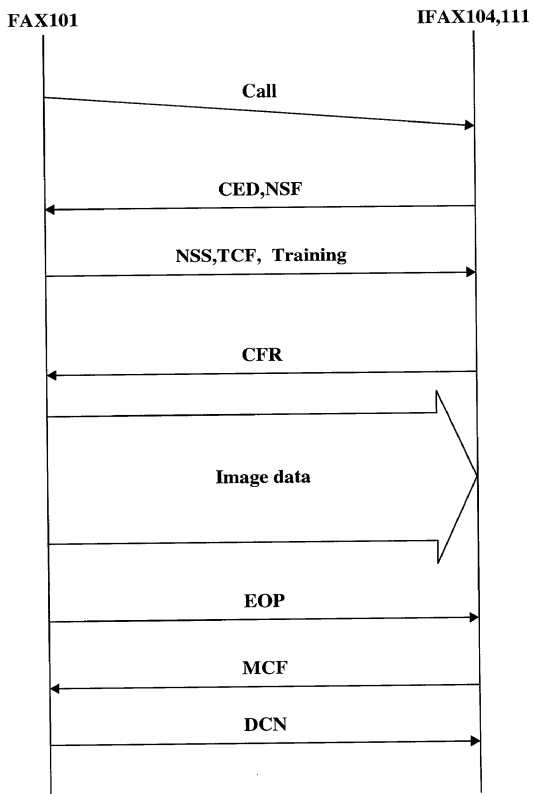 FAX101 IFAX104,111
Call
CED,NSF
NSS,TCF, Training
CFR
Image data
EOP
MCF
DCN